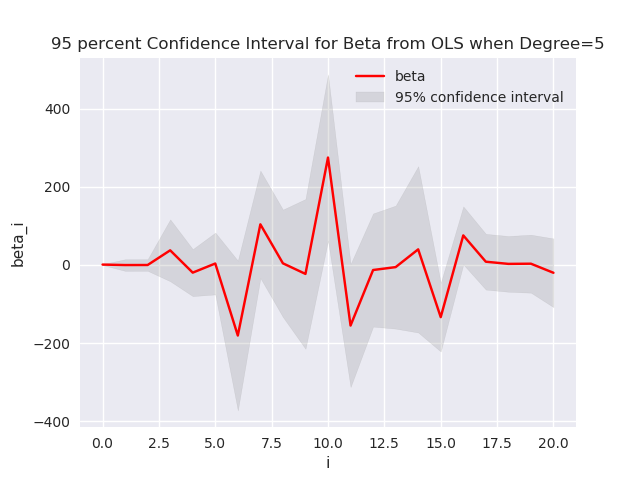 95 percent Confidence Interval for Beta from OLS when Degree=5
beta
95% confidence interval
400
200
0
−200
−400
beta_i
0.0 2.5 5.0 7.5 10.0 12.5 15.0 17.5 20.0
i